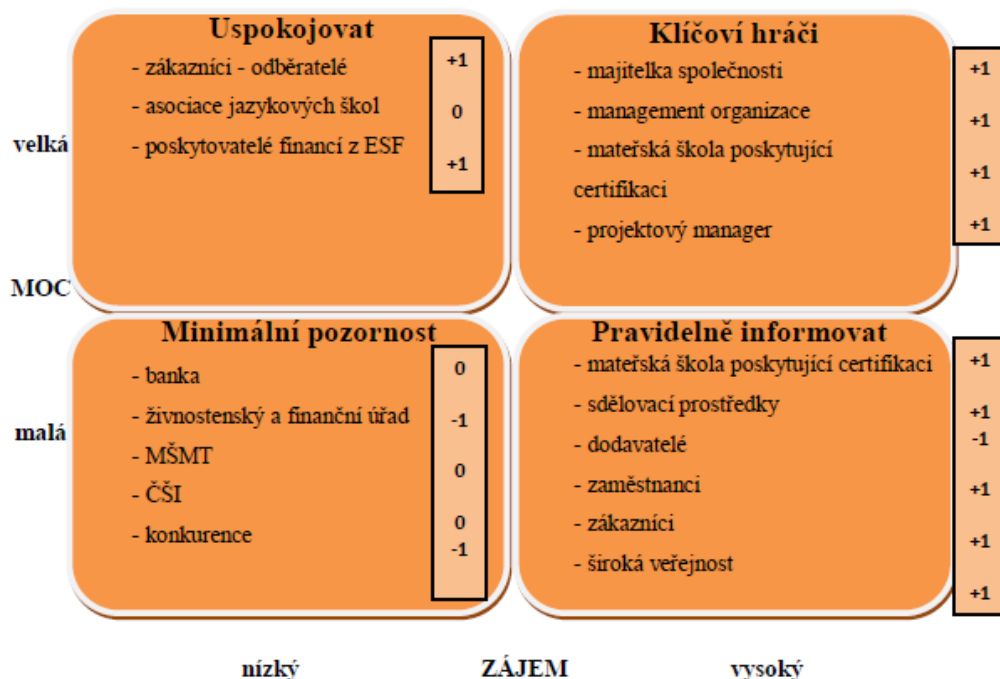 Uspokojovat
- zákazníci - odběratelé
- asociace jazykových škol
- poskytovatelé financí z ESF
+1
0
+1
Klíčoví hráči
- majitelka společnosti
- management organizace
- mateřská škola poskytující
certifikaci
- projektový manager
+1
+1
+1
+1
velká
MOC
malá
Minimální pozornost
- banka
- živnostenský a finanční úřad
- MŠMT
- ČŠI
- konkurence
0
-1
0
0
-1
Pravidelně informovat
- mateřská škola poskytující certifikaci
- sdělovací prostředky
- dodavatelé
- zaměstnanci
- zákazníci
- široká veřejnost
+1
+1
-1
+1
+1
+1
nízký
ZÁJEM
vysoký